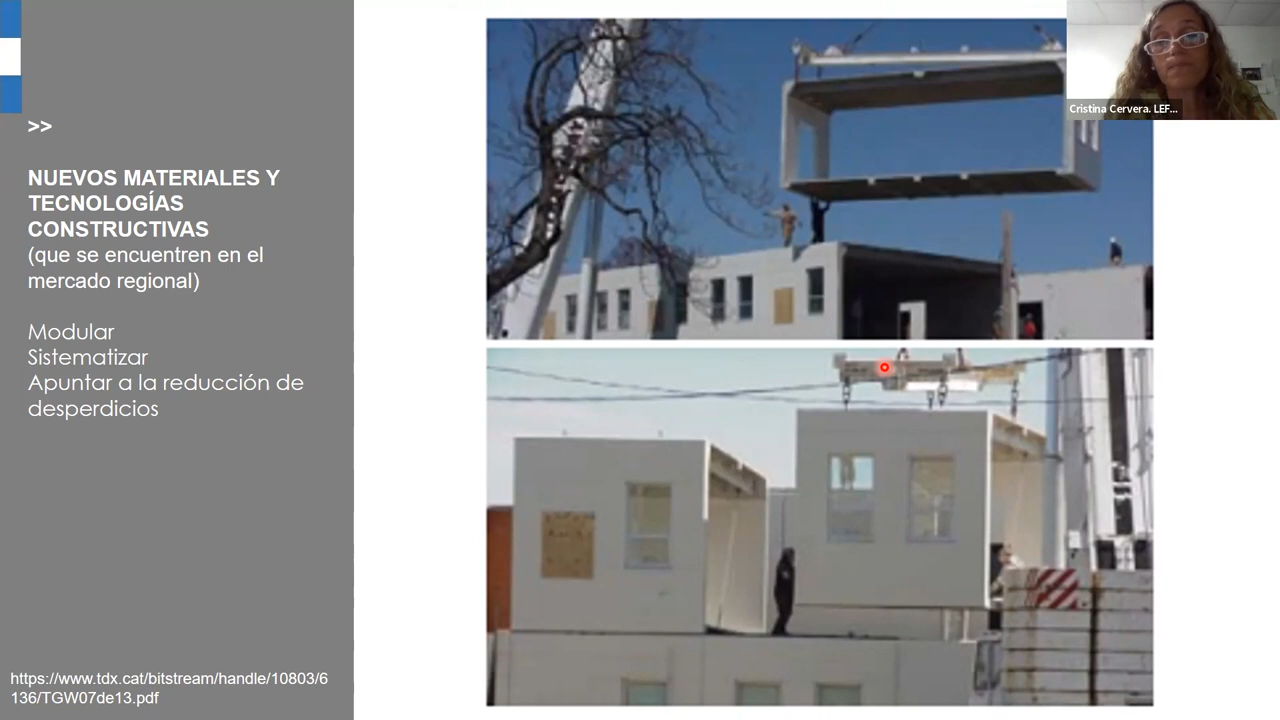 >>
NUEVOS MATERIALES Y
TECNOLOGÍAS
CONSTRUCTIVAS
(que se encuentren en el
mercado regional)
Modular
Sistematizar
Apuntar a la reducción de
desperdicios
https://www.tdx.cat/bitstream/handle/10803/6
136/TGW07de13.pdf
Cristina Cervera. LEF...